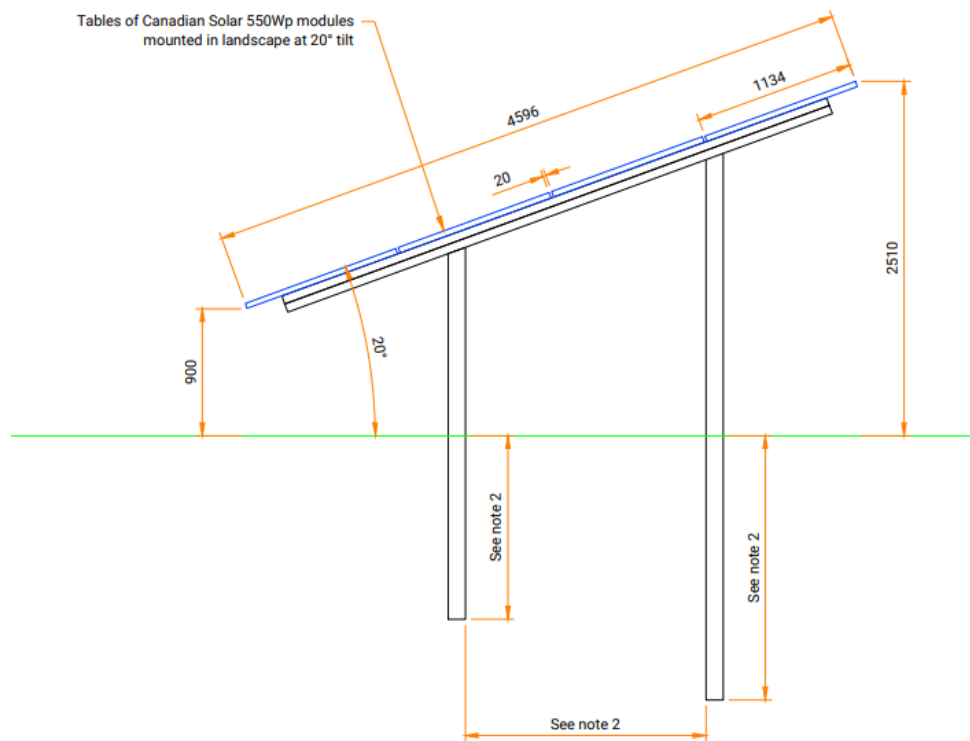 Tables of Canadian Solar 550Wp modules
mounted in landscape at 20° tilt
4596
1134
20
2510
900
20°
See note 2
See note 2
See note 2